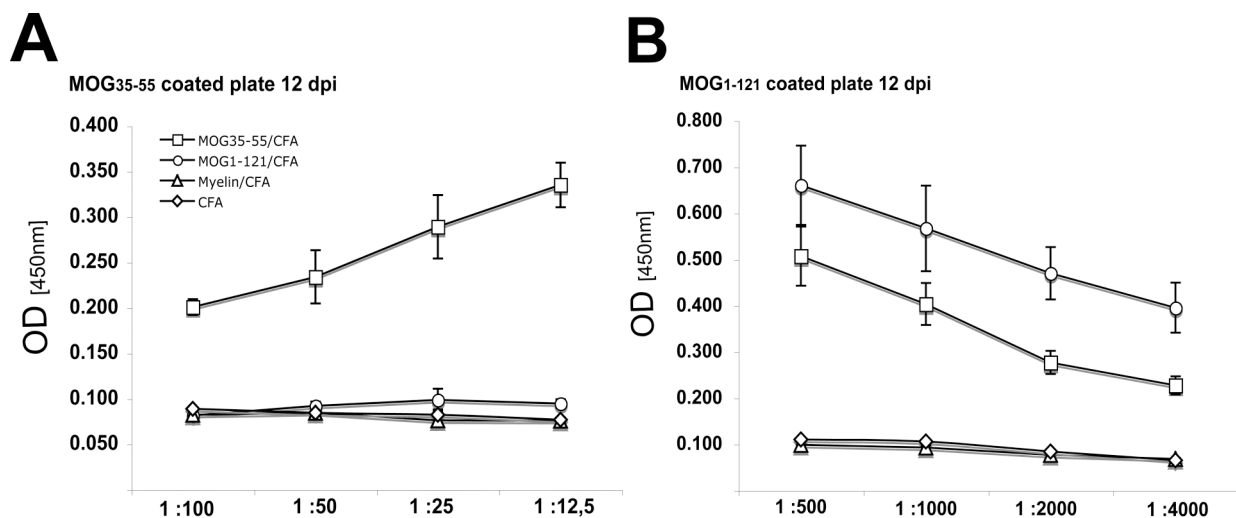 A
MOG35-55 coated plate 12 dpi
OD [450nm]
0.400
0.350
0.300
0.250
0.200
0.150
0.100
0.050
MOG35-55/CFA
MOG1-121/CFA
Myelin/CFA
CFA
1 :100 1 :50 1 :25 1 :12,5
B
MOG1-121 coated plate 12 dpi
OD [450nm]
0.800
0.700
0.600
0.500
0.400
0.300
0.200
0.100
1 :500 1 :1000 1 :2000 1 :4000